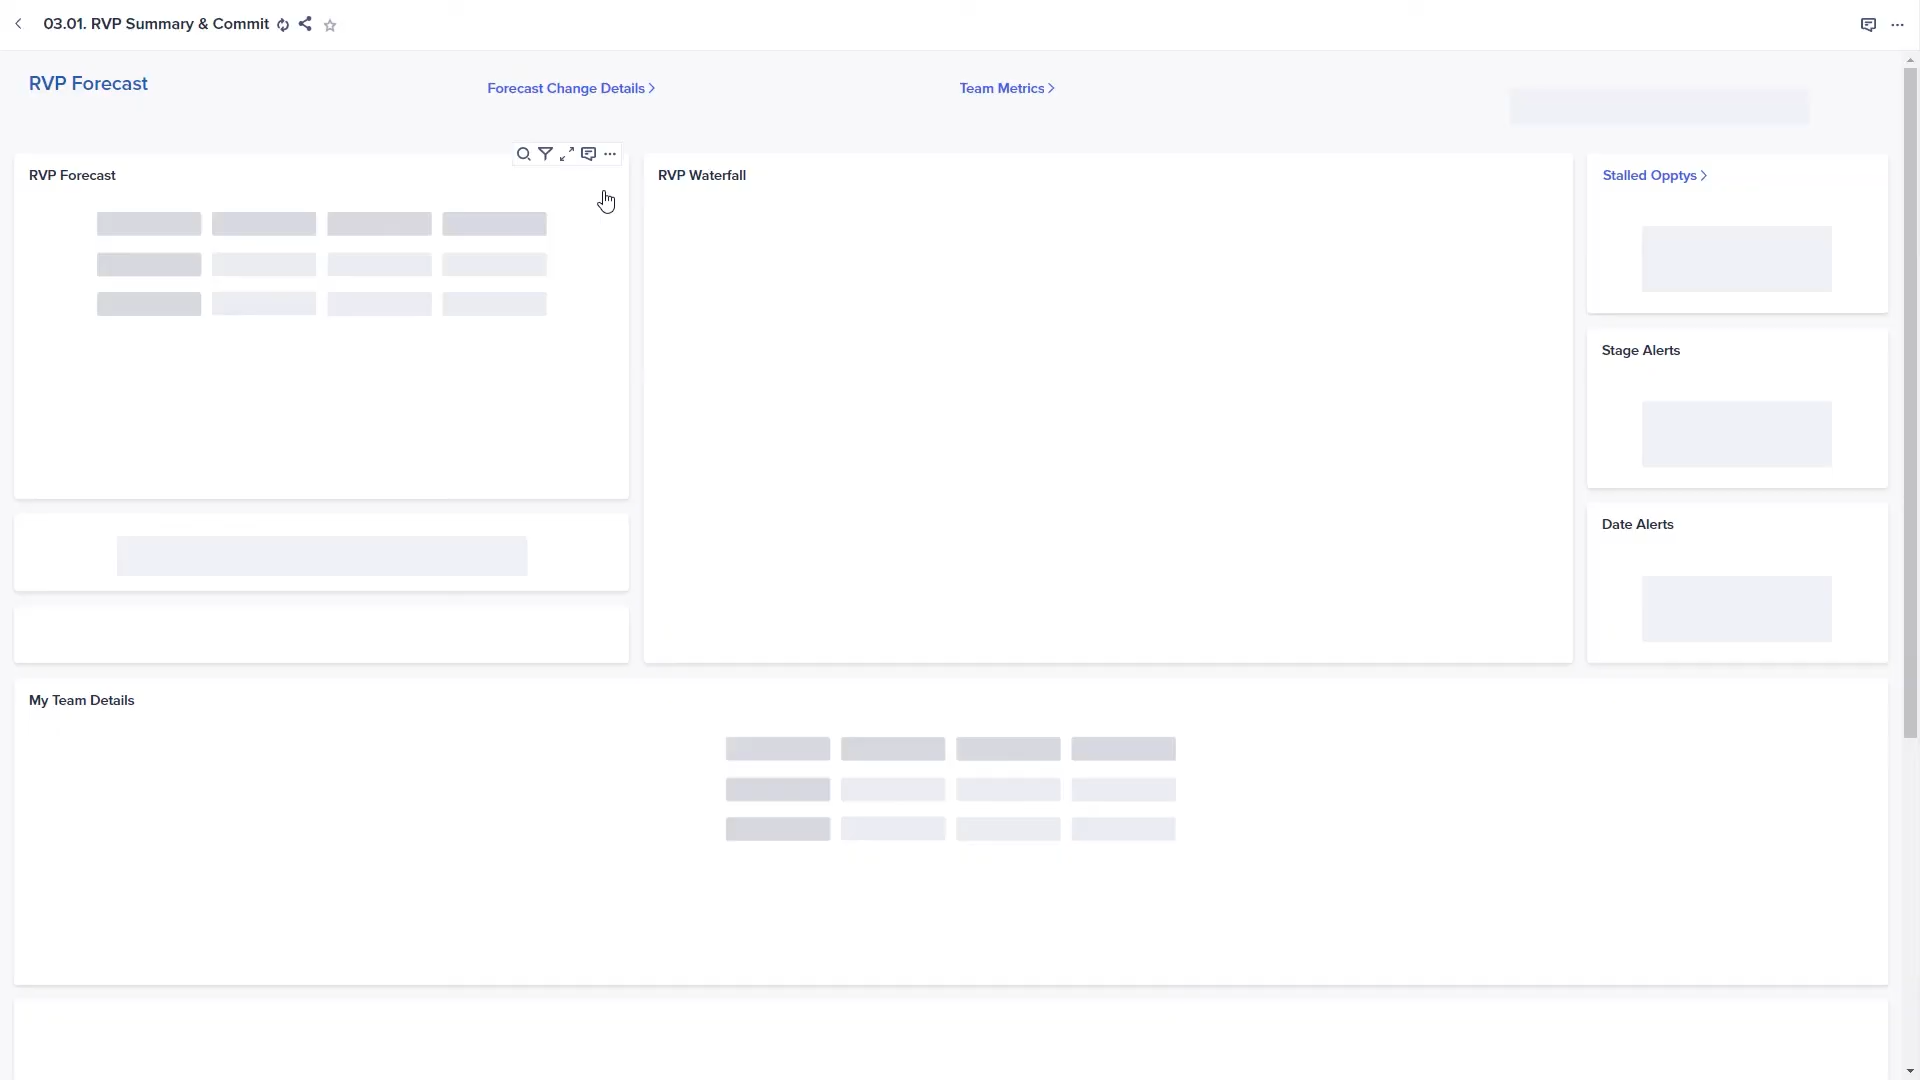 03.01. RVP Summary & Commit
RVP Forecast
Forecast Change Details
Team Metrics
RVP Forecast
RVP Waterfall
Stalled Opptys
Stage Alerts
Date Alerts
My Team Details